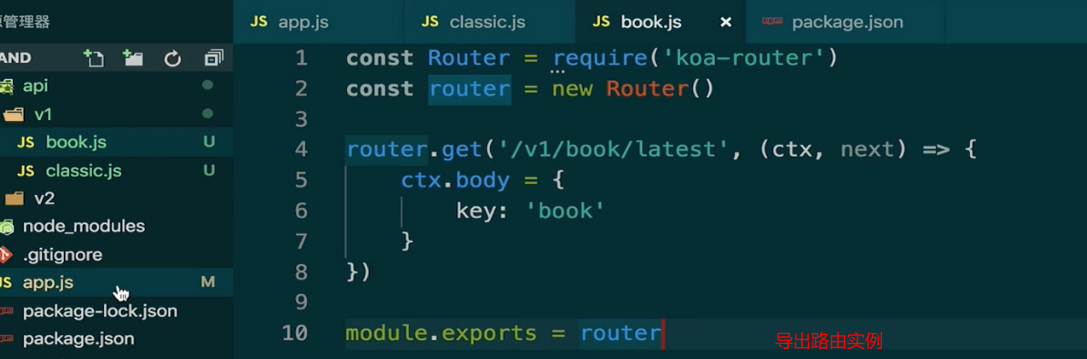 管理器
JS app.js
JS classic.js
JS book.js ×
package.json
AND
api
v1
JS book.js U
JS classic.js U
v2
node_modules
.gitignore
JS app.js M
package-lock.json
package.json
1 const Router = require('koa-router')
2 const router = new Router()
3
4 router.get('/v1/book/latest', (ctx, next) => {
5 ctx.body = {
6 key: 'book'
7 }
8 })
9
10 module.exports = router
导出路由实例